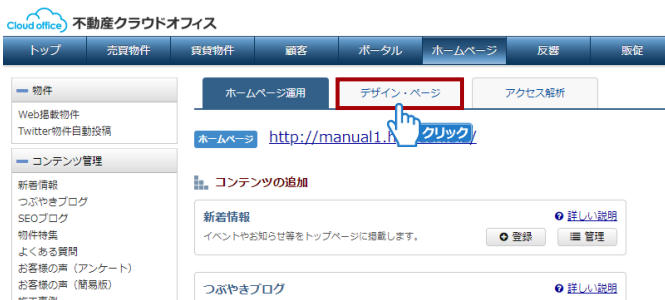 Cloud office 不動産クラウドオフィス
トップ 売買物件 賃貸物件 顧客 ポータル ホームページ 反響 販促
物件
Web掲載物件
Twitter物件自動投稿
コンテンツ管理
新着情報
つぶやきブログ
SEOブログ
物件特集
よくある質問
お客様の声（アンケート）
お客様の声（簡易版）
ホームページ運用 デザイン・ページ アクセス解析
ホームページ http://manual1.h
クリック
コンテンツの追加
新着情報 詳しい説明
イベントやお知らせ等をトップページに掲載します。 登録 管理
つぶやきブログ 詳しい説明